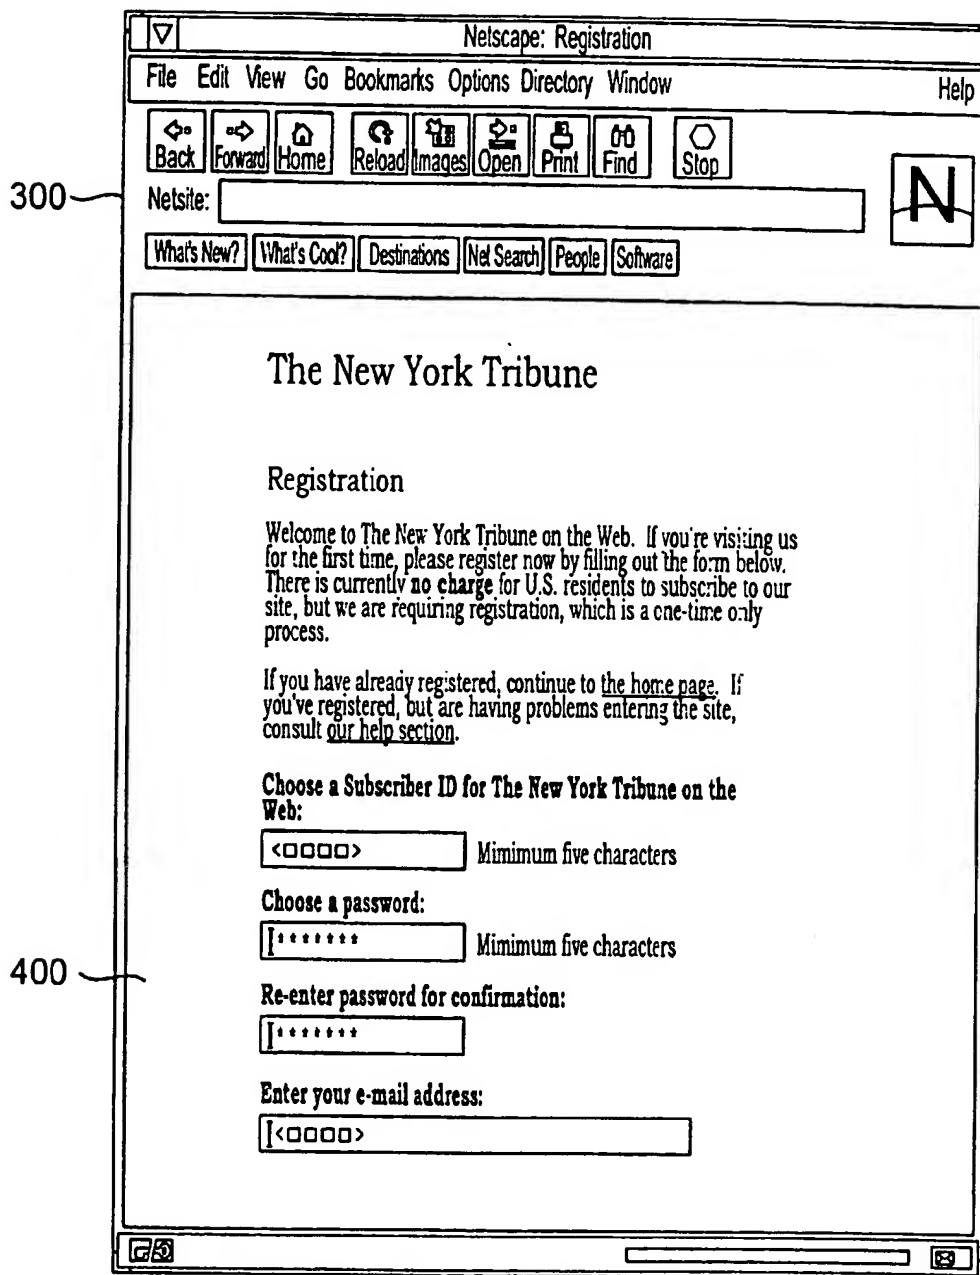 Netscape: Registration
File Edit View Go Bookmarks Options Directory Window Help
Back Forward Home Reload Images Open Print Find Stop
N
300
Netsite:
What's New? What's Cool? Destinations Net Search People Software
The New York Tribune
Registration
Welcome to The New York Tribune on the Web. If you're visiting us
for the first time, please register now by filling out the form below.
There is currently no charge for U.S. residents to subscribe to our
site, but we are requiring registration, which is a one-time only
process.
If you have already registered, continue to the home page. If
you've registered, but are having problems entering the site,
consult our help section.
Choose a Subscriber ID for The New York Tribune on the
Web:
<□□□□> Mimimum five characters
Choose a password:
******* Mimimum five characters
400
Re-enter password for confirmation:
*******
Enter your e-mail address:
<□□□□>